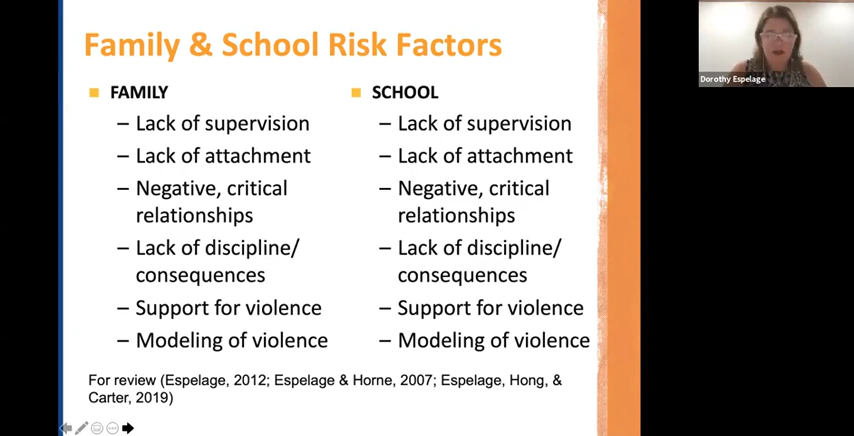 Family & School Risk Factors
FAMILY
– Lack of supervision
– Lack of attachment
– Negative, critical
relationships
– Lack of discipline/
consequences
– Support for violence
– Modeling of violence
SCHOOL
– Lack of supervision
– Lack of attachment
– Negative, critical
relationships
– Lack of discipline/
consequences
– Support for violence
– Modeling of violence
For review (Espelage, 2012; Espelage & Horne, 2007; Espelage, Hong, &
Carter, 2019)
Dorothy Espelage